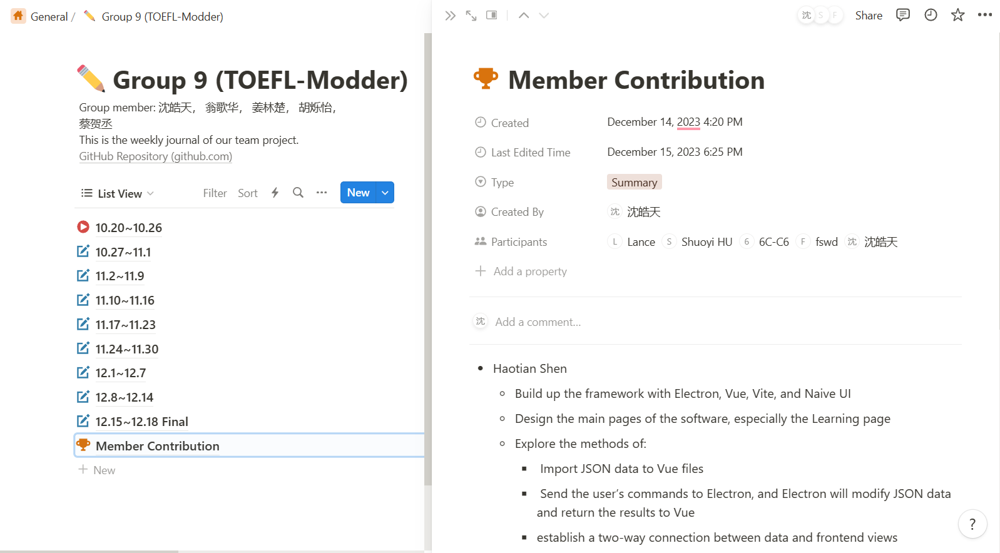 General / Group 9 (TOEFL-Modder)
Group 9 (TOEFL-Modder)
Group member: 沈皓天， 翁歌华， 姜林楚， 胡烁怡，
蔡贺丞
This is the weekly journal of our team project.
GitHub Repository (github.com)
List View Filter Sort New
10.20~10.26
10.27~11.1
11.2~11.9
11.10~11.16
11.17~11.23
11.24~11.30
12.1~12.7
12.8~12.14
12.15~12.18 Final
Member Contribution
New
沈 S F Share
Member Contribution
Created December 14, 2023 4:20 PM
Last Edited Time December 15, 2023 6:25 PM
Type Summary
Created By 沈 沈皓天
Participants L Lance S Shuoyi HU 6 6C-C6 F fswd 沈 沈皓天
Add a property
沈 Add a comment...
Haotian Shen
Build up the framework with Electron, Vue, Vite, and Naive UI
Design the main pages of the software, especially the Learning page
Explore the methods of:
Import JSON data to Vue files
Send the user’s commands to Electron, and Electron will modify JSON data
and return the results to Vue
establish a two-way connection between data and frontend views
?